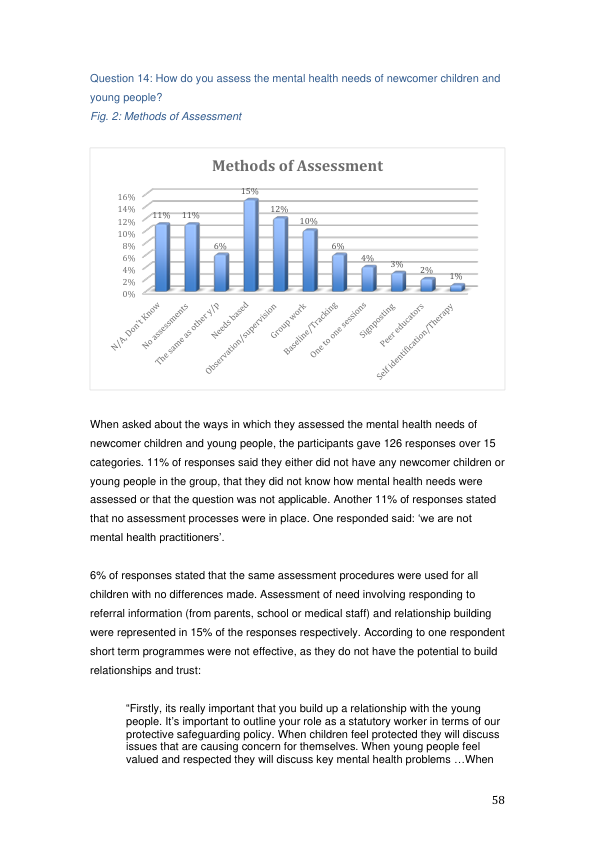 Question 14: How do you assess the mental health needs of newcomer children and
young people?
Fig. 2: Methods of Assessment
Methods of Assessment
16%
14%
12%
10%
8%
6%
4%
2%
0%
11%
11%
6%
15%
12%
10%
6%
4%
3%
2%
1%
N/A, Don't Know
No assessments
The same as other y/p
Needs based
Observation/supervision
Group work
Baseline/Tracking
One to one sessions
Signposting
Peer educators
Self identification/Therapy
When asked about the ways in which they assessed the mental health needs of
newcomer children and young people, the participants gave 126 responses over 15
categories. 11% of responses said they either did not have any newcomer children or
young people in the group, that they did not know how mental health needs were
assessed or that the question was not applicable. Another 11% of responses stated
that no assessment processes were in place. One responded said: ‘we are not
mental health practitioners’.
6% of responses stated that the same assessment procedures were used for all
children with no differences made. Assessment of need involving responding to
referral information (from parents, school or medical staff) and relationship building
were represented in 15% of the responses respectively. According to one respondent
short term programmes were not effective, as they do not have the potential to build
relationships and trust:
“Firstly, its really important that you build up a relationship with the young
people. It’s important to outline your role as a statutory worker in terms of our
protective safeguarding policy. When children feel protected they will discuss
issues that are causing concern for themselves. When young people feel
valued and respected they will discuss key mental health problems …When
58